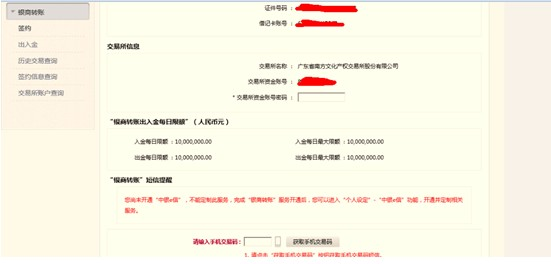 银商转账
签约
出入金
历史交易查询
签约信息查询
交易所账户查询
证件号码：
借记卡账号：
交易所信息
交易所名称：广东省南方文化产权交易所股份有限公司
交易所资金账号：
* 交易所资金账号密码：
"银商转账出入金每日限额"（人民币元）
入金每日限额：10,000,000.00 入金每日最大限额：10,000,000.00
出金每日限额：10,000,000.00 出金每日最大限额：10,000,000.00
"银商转账"短信提醒
您尚未开通"中银e信"，不能定制此服务，完成"银商转账"服务开通后，您可以进入"个人设定"-"中银e信"功能，开通并定制相关
服务。
请输入手机交易码： 获取手机交易码
1. 请点击"获取手机交易码"按钮获取手机交易码短信。